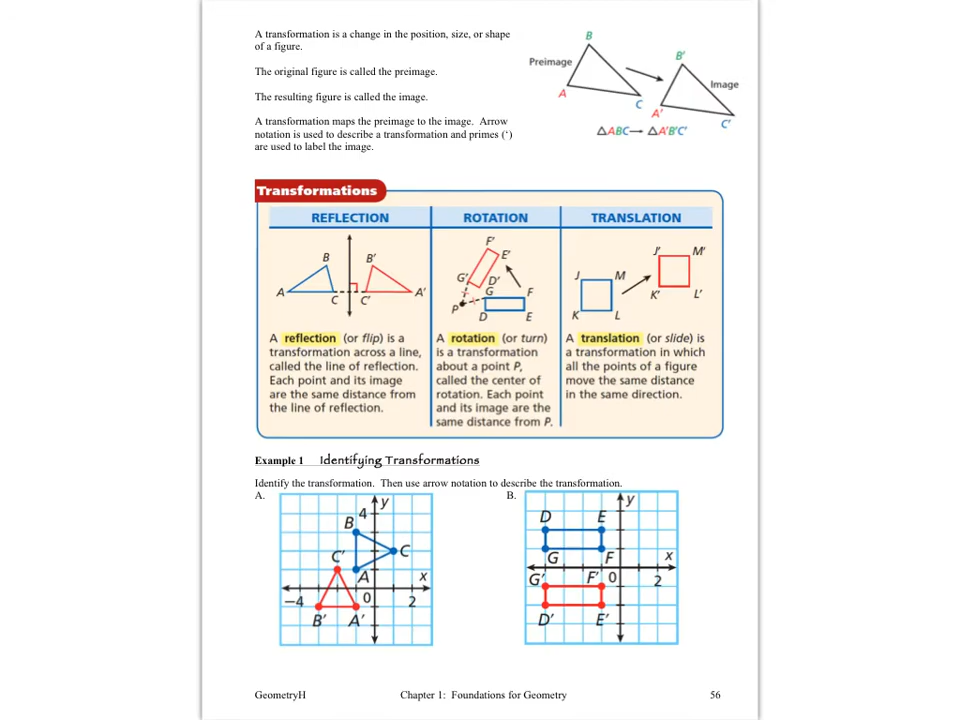 A transformation is a change in the position, size, or shape
of a figure.
The original figure is called the preimage.
The resulting figure is called the image.
A transformation maps the preimage to the image. Arrow
notation is used to describe a transformation and primes (‘)
are used to label the image.
B
Preimage
B'
Image
A
C
A'
C'
△ABC→ △A'B'C'
Transformations
REFLECTION
B
B'
A
C
C'
A'
A reflection (or flip) is a
transformation across a line,
called the line of reflection.
Each point and its image
are the same distance from
the line of reflection.
ROTATION
F'
E'
G'
D'
G
F
P
D
E
A rotation (or turn)
is a transformation
about a point P,
called the center of
rotation. Each point
and its image are the
same distance from P.
TRANSLATION
J'
M'
J
M
K'
L'
K
L
A translation (or slide) is
a transformation in which
all the points of a figure
move the same distance
in the same direction.
Example 1 Identifying Transformations
Identify the transformation. Then use arrow notation to describe the transformation.
A.
4
y
B
C'
C
A
x
−4
0
2
B'
A'
B.
y
D
E
G
F
x
G'
F'
0
2
D'
E'
GeometryH
Chapter 1: Foundations for Geometry
56